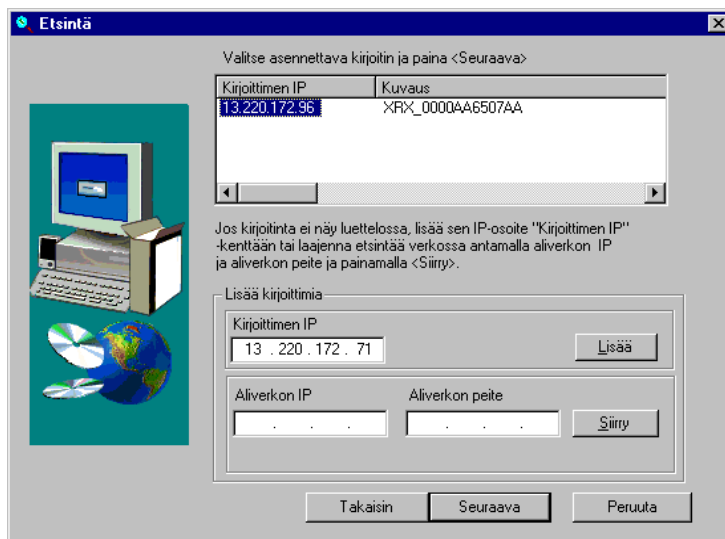 Etsintä
Valitse asennettava kirjoitin ja paina <Seuraava>
Kirjoittimen IP Kuvaus
13.220.172.96 XRX_0000AA6507AA
Jos kirjoitinta ei näy luettelossa, lisää sen IP-osoite "Kirjoittimen IP"
-kenttään tai laajenna etsintää verkossa antamalla aliverkon IP
ja aliverkon peite ja painamalla <Siirry>.
Lisää kirjoittimia
Kirjoittimen IP
13 . 220 . 172 . 71 Lisää
Aliverkon IP Aliverkon peite
. . . . . . Siirry
Takaisin Seuraava Peruuta